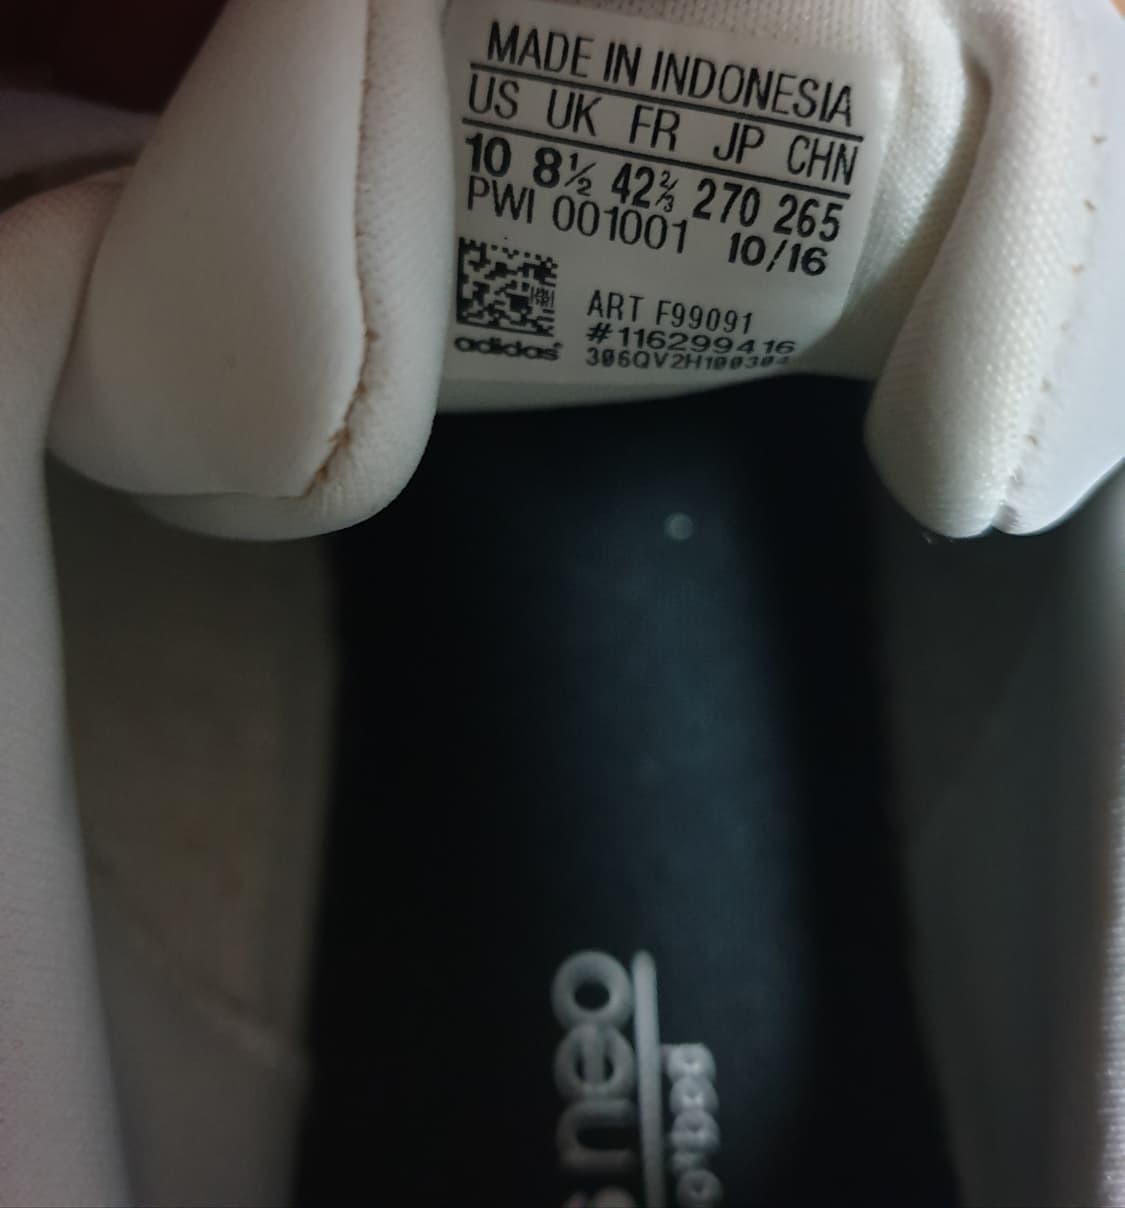 MADE IN INDONESIA
US UK FR JP CHN
10 8½ 42⅔ 270 265
PWI 001001 10/16
ART F99091
#116299416
adidas
neo